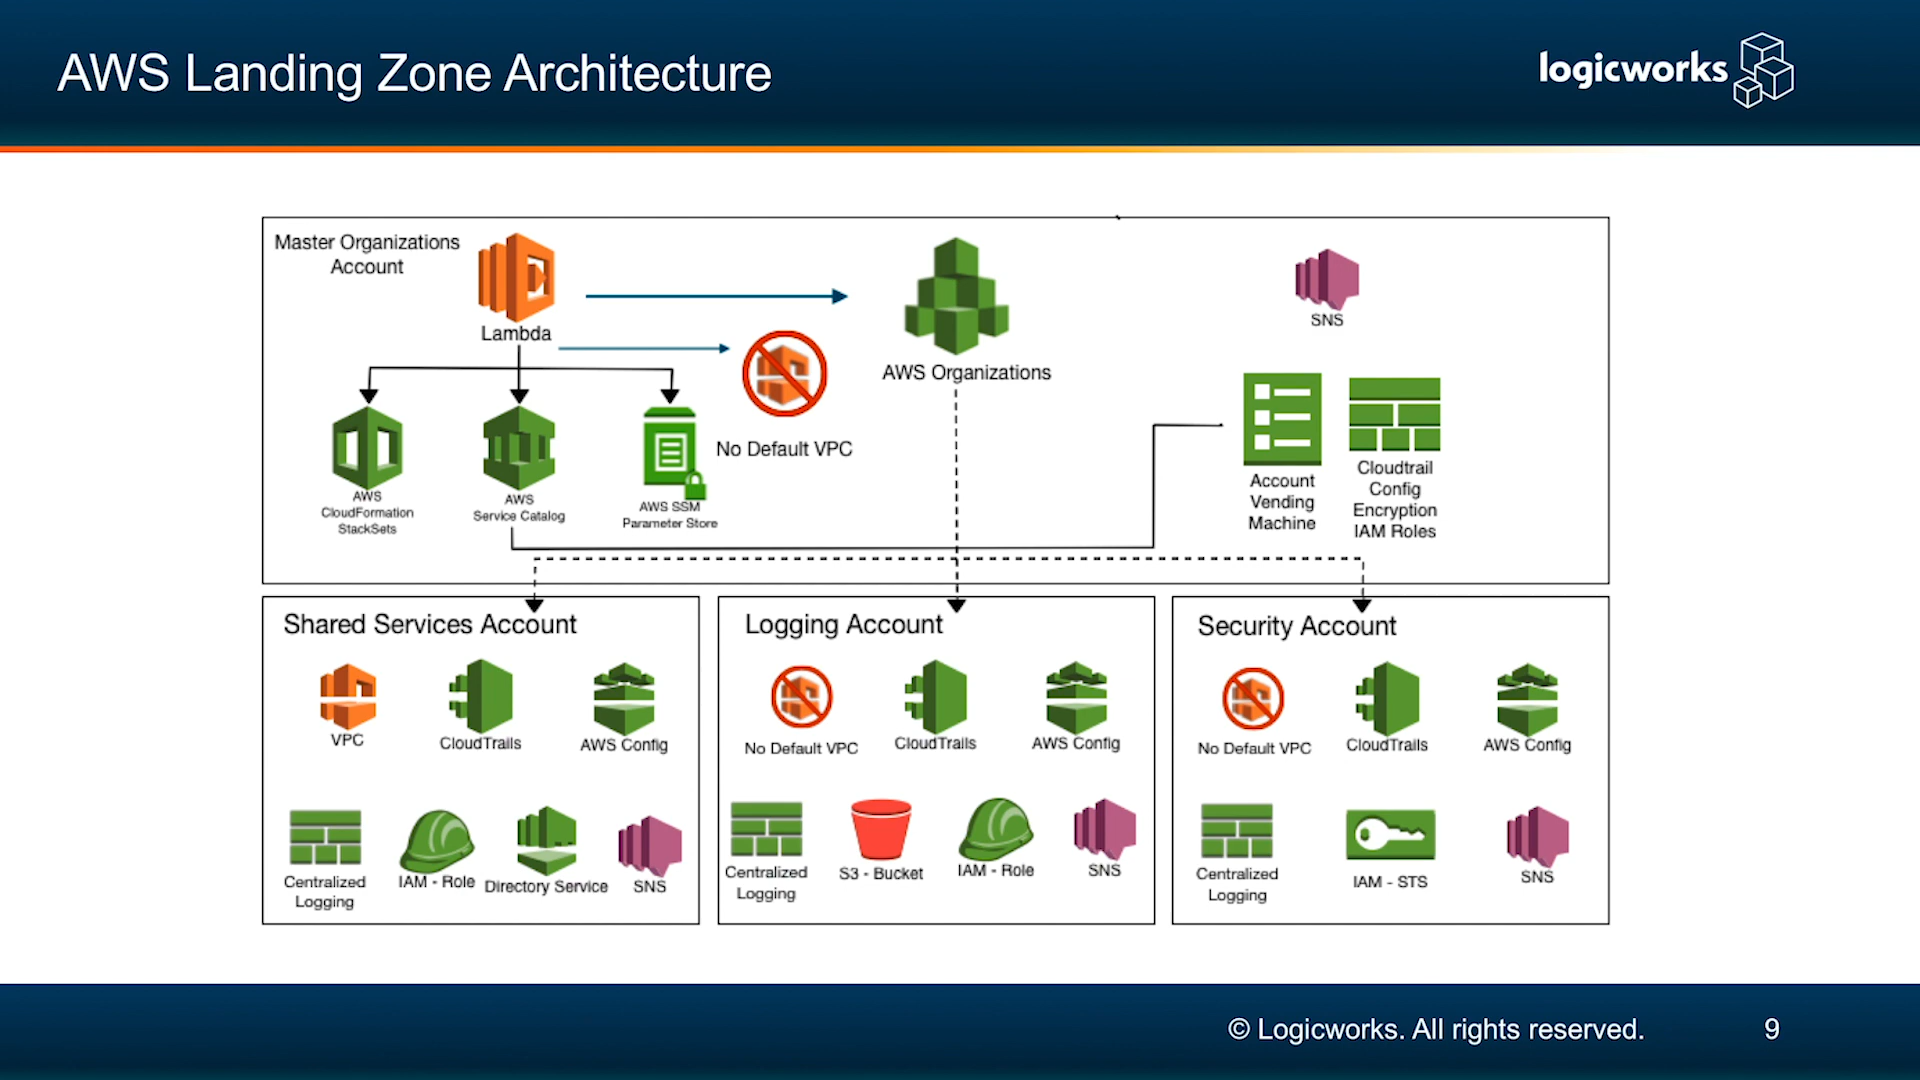 AWS Landing Zone Architecture
logicworks
Master Organizations
Account
Lambda
AWS Organizations
SNS
No Default VPC
AWS
CloudFormation
StackSets
AWS
Service Catalog
AWS SSM
Parameter Store
Account
Vending
Machine
Cloudtrail
Config
Encryption
IAM Roles
Shared Services Account
VPC
CloudTrails
AWS Config
Centralized
Logging
IAM - Role
Directory Service
SNS
Logging Account
No Default VPC
CloudTrails
AWS Config
Centralized
Logging
S3 - Bucket
IAM - Role
SNS
Security Account
No Default VPC
CloudTrails
AWS Config
Centralized
Logging
IAM - STS
SNS
© Logicworks. All rights reserved.
9